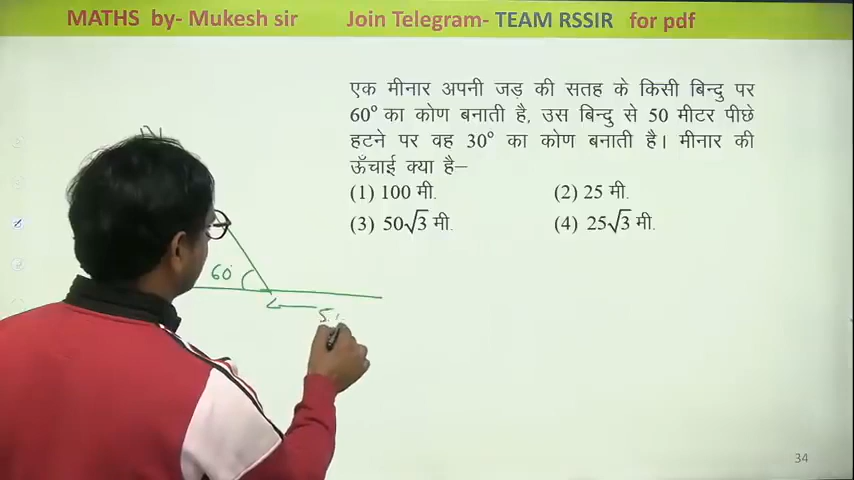 MATHS by- Mukesh sir Join Telegram- TEAM RSSIR for pdf
एक मीनार अपनी जड़ की सतह के किसी बिन्दु पर
60° का कोण बनाती है, उस बिन्दु से 50 मीटर पीछे
हटने पर वह 30° का कोण बनाती है। मीनार की
ऊँचाई क्या है–
(1) 100 मी. (2) 25 मी.
(3) 50√3 मी. (4) 25√3 मी.
60°
34